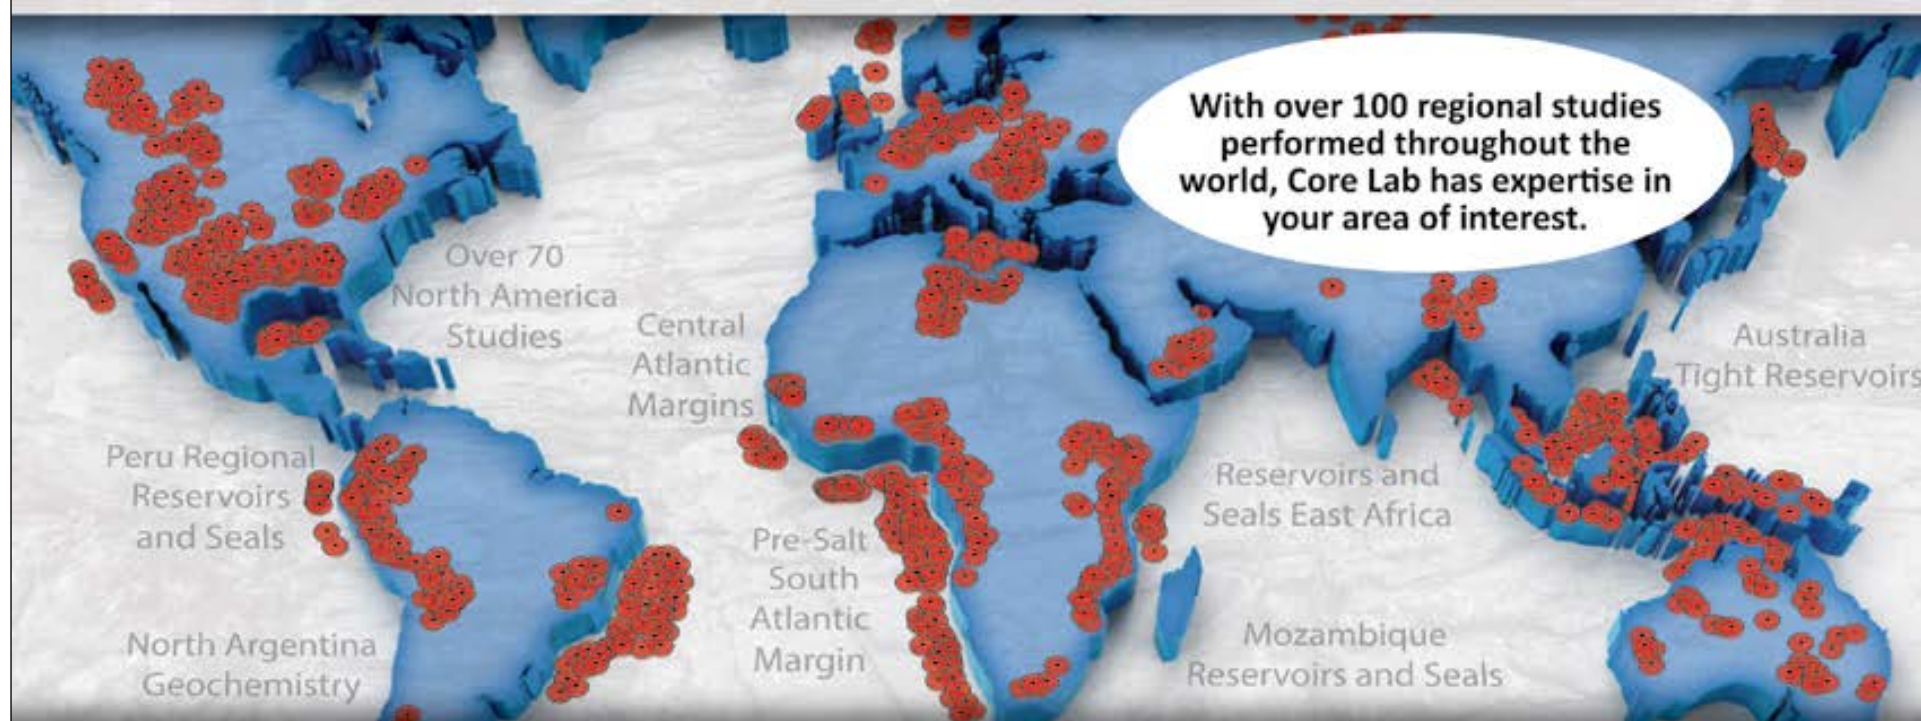 With over 100 regional studies
performed throughout the
world, Core Lab has expertise in
your area of interest.
Over 70
North America
Studies
Central
Atlantic
Margins
Australia
Tight Reservoirs
Peru Regional
Reservoirs
and Seals
Reservoirs and
Seals East Africa
Pre-Salt
South
Atlantic
Margin
North Argentina
Geochemistry
Mozambique
Reservoirs and Seals